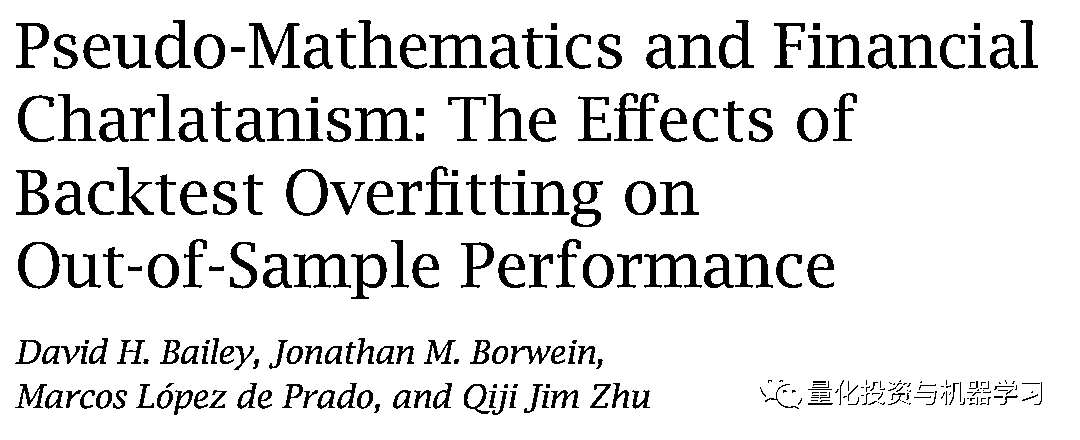 Pseudo-Mathematics and Financial
Charlatanism: The Effects of
Backtest Overfitting on
Out-of-Sample Performance
David H. Bailey, Jonathan M. Borwein,
Marcos López de Prado, and Qiji Jim Zhu
量化投资与机器学习